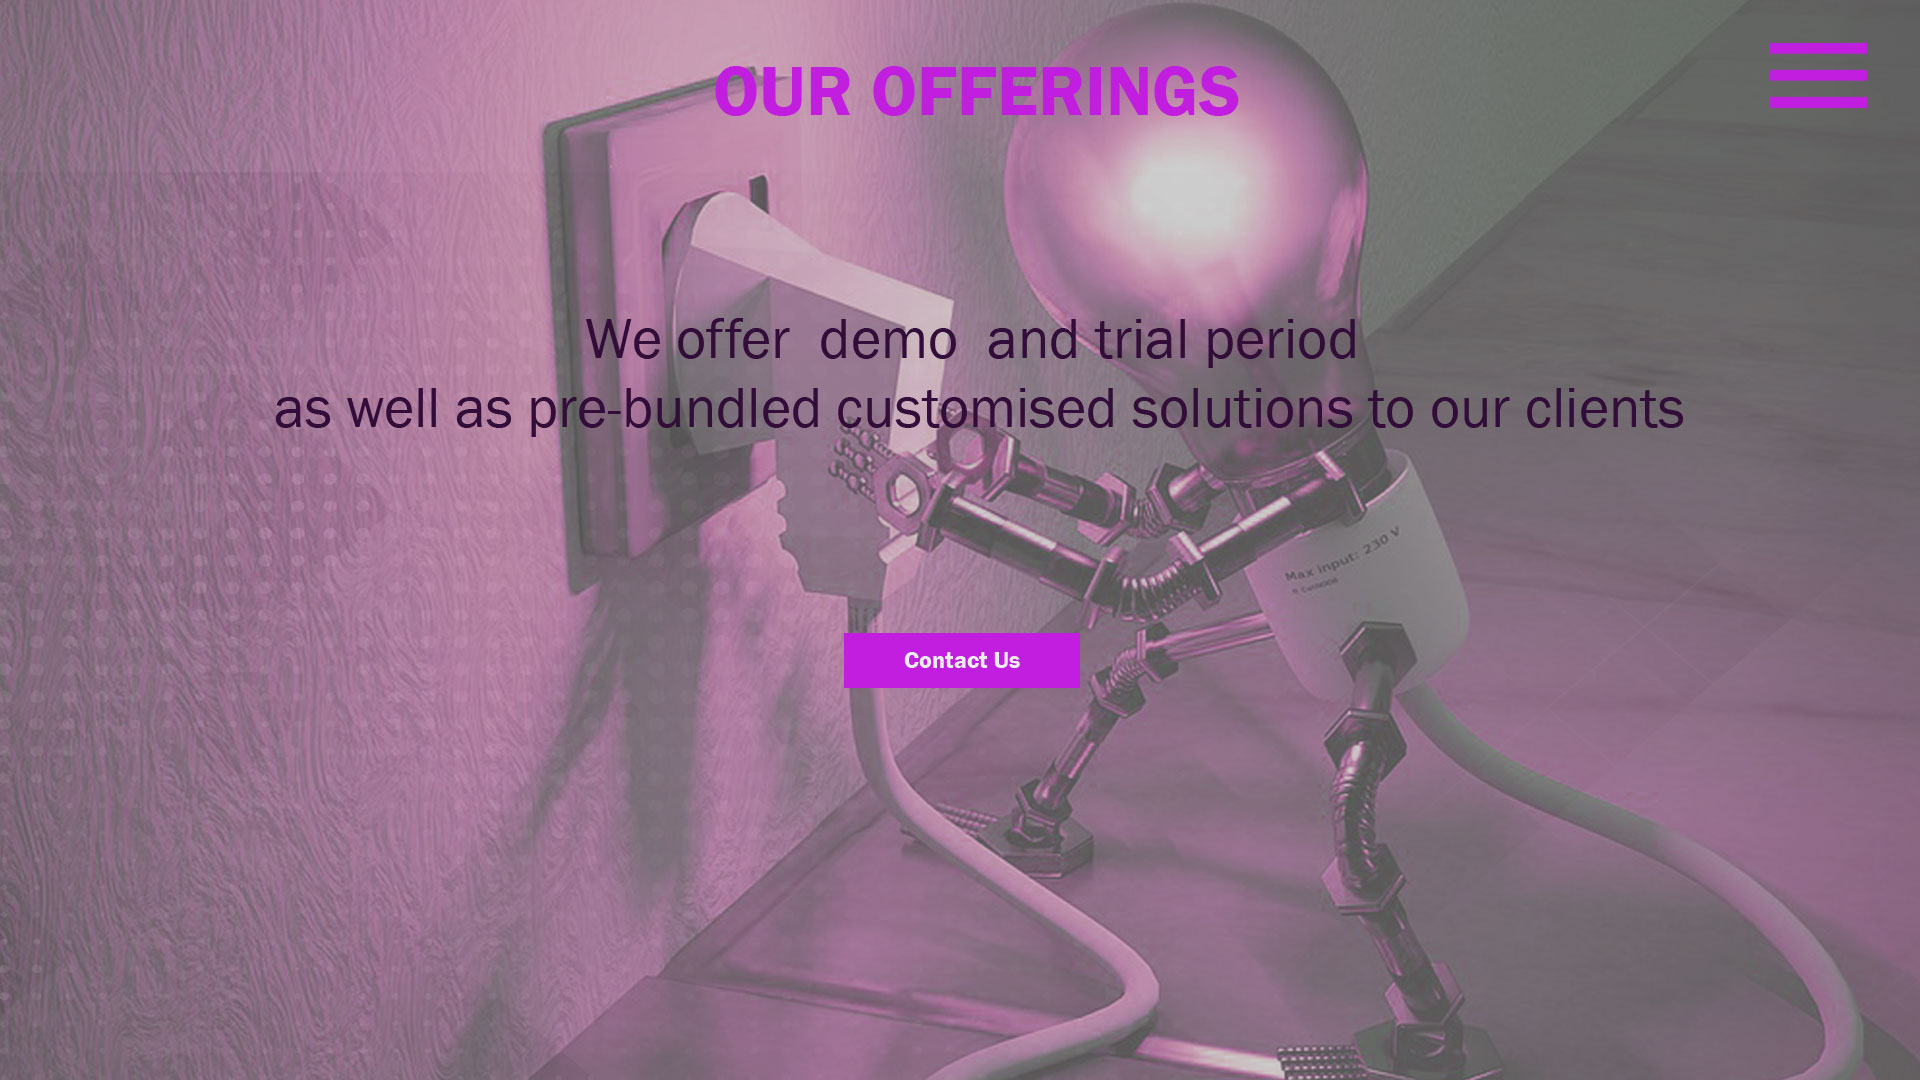 OUR OFFERINGS
We offer  demo  and trial period
as well as pre-bundled customised solutions to our clients
Max input: 230 V
Contact Us